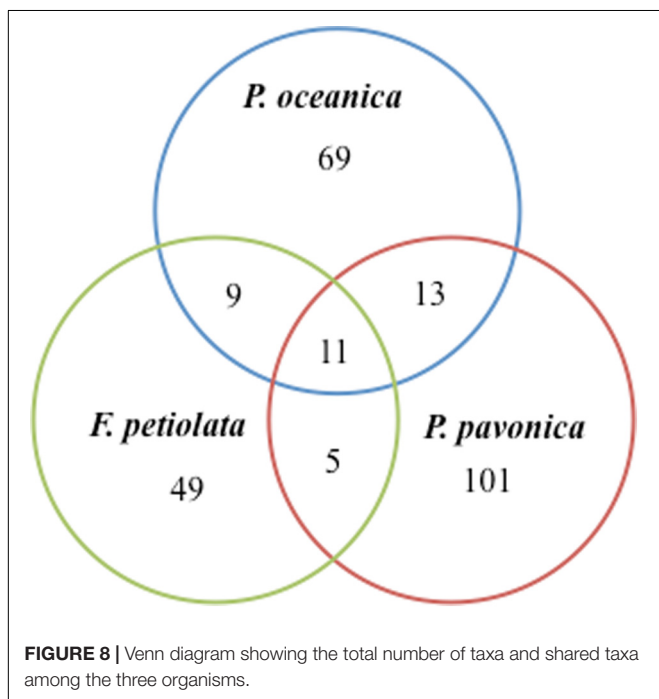 P. oceanica
69
9
13
11
F. petiolata
P. pavonica
5
49
101
FIGURE 8 | Venn diagram showing the total number of taxa and shared taxa
among the three organisms.